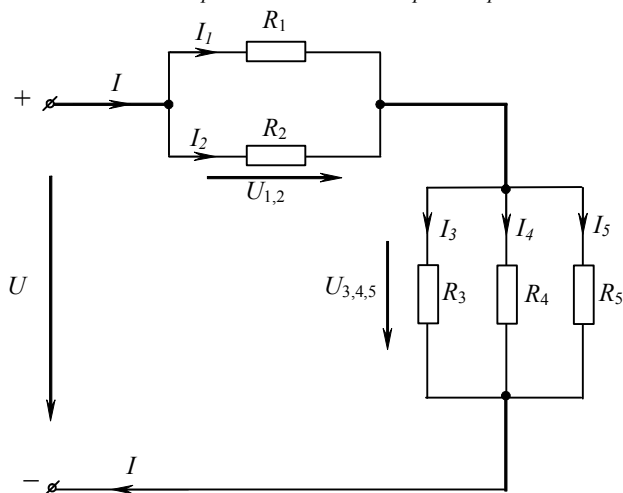 I₁ R₁
+ I
I₂ R₂
U₁,₂
I₃ I₄ I₅
U U₃,₄,₅ R₃ R₄ R₅
− I